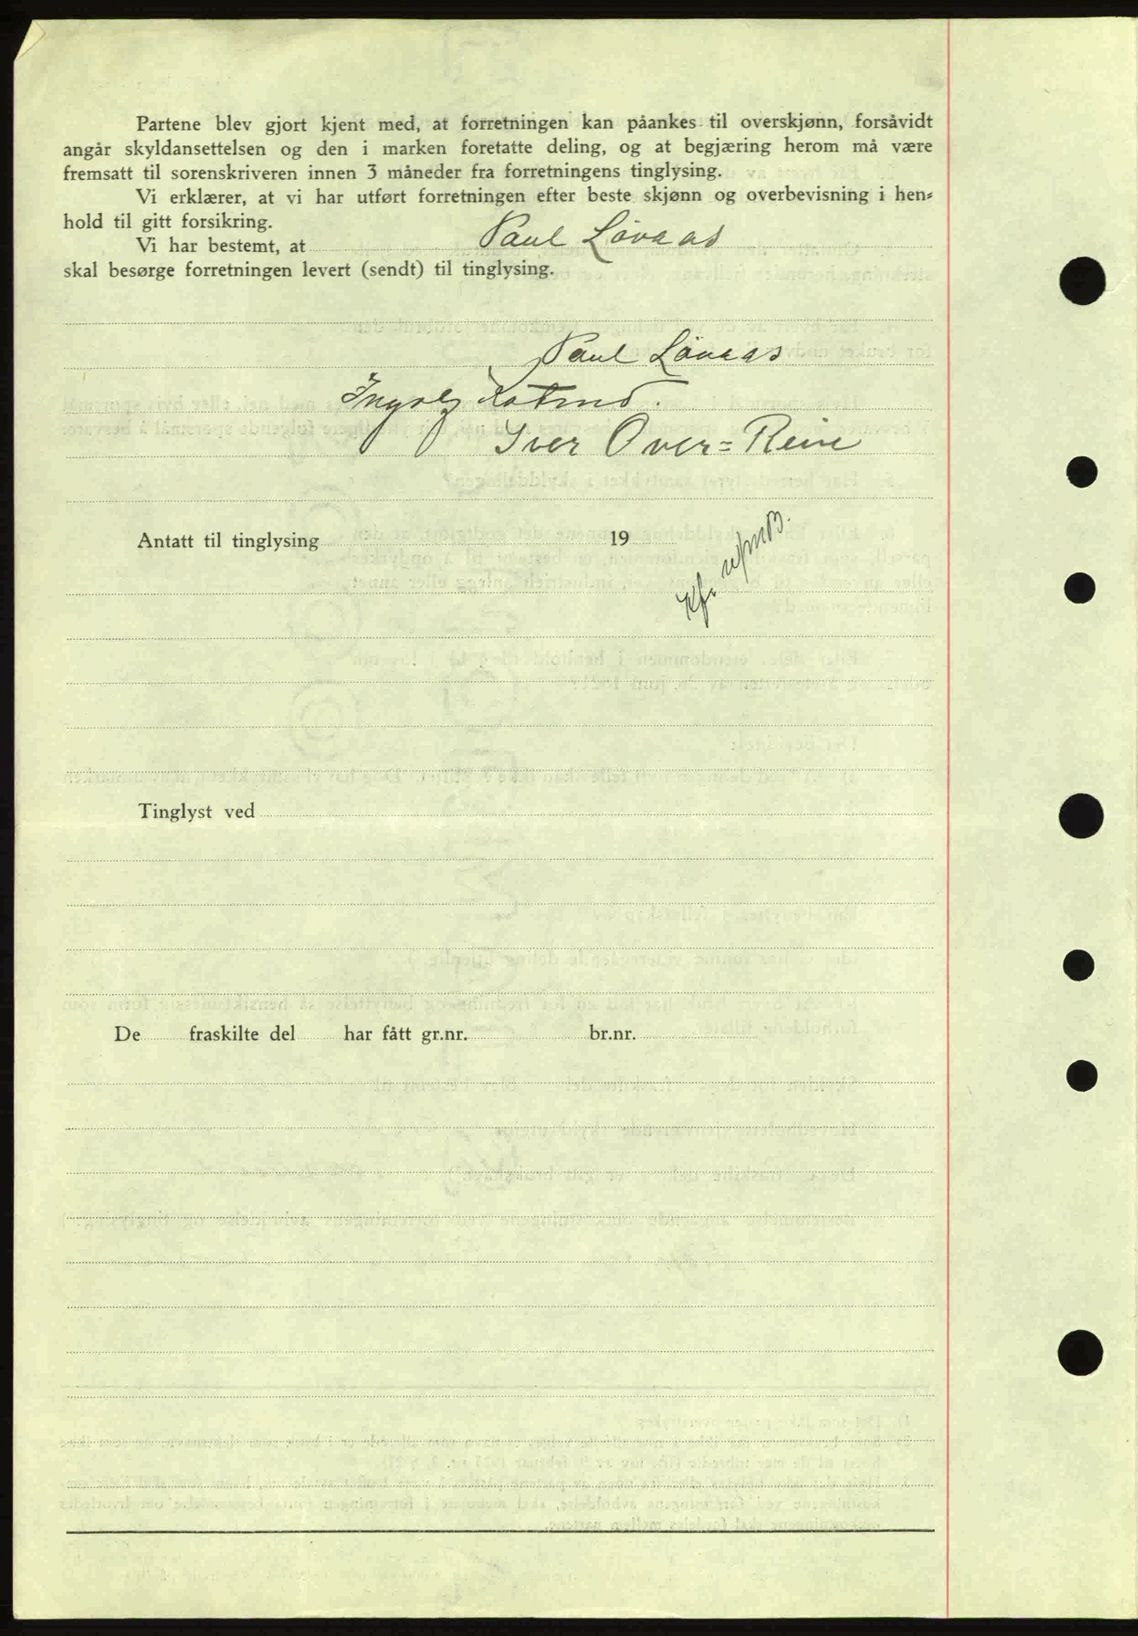 Partene blev gjort kjent med, at forretningen kan påankes til overskjønn, forsåvidt
angår skyldansettelsen og den i marken foretatte deling, og at begjæring herom må være
fremsatt til sorenskriveren innen 3 måneder fra forretningens tinglysing.
Vi erklærer, at vi har utført forretningen efter beste skjønn og overbevisning i hen-
hold til gitt forsikring.
Vi har bestemt, at Paul Løvaas
skal besørge forretningen levert (sendt) til tinglysing.
Paul Løvaas
Iver Over=Rein
Antatt til tinglysing 19
Tinglyst ved
De fraskilte del har fått gr.nr. br.nr.